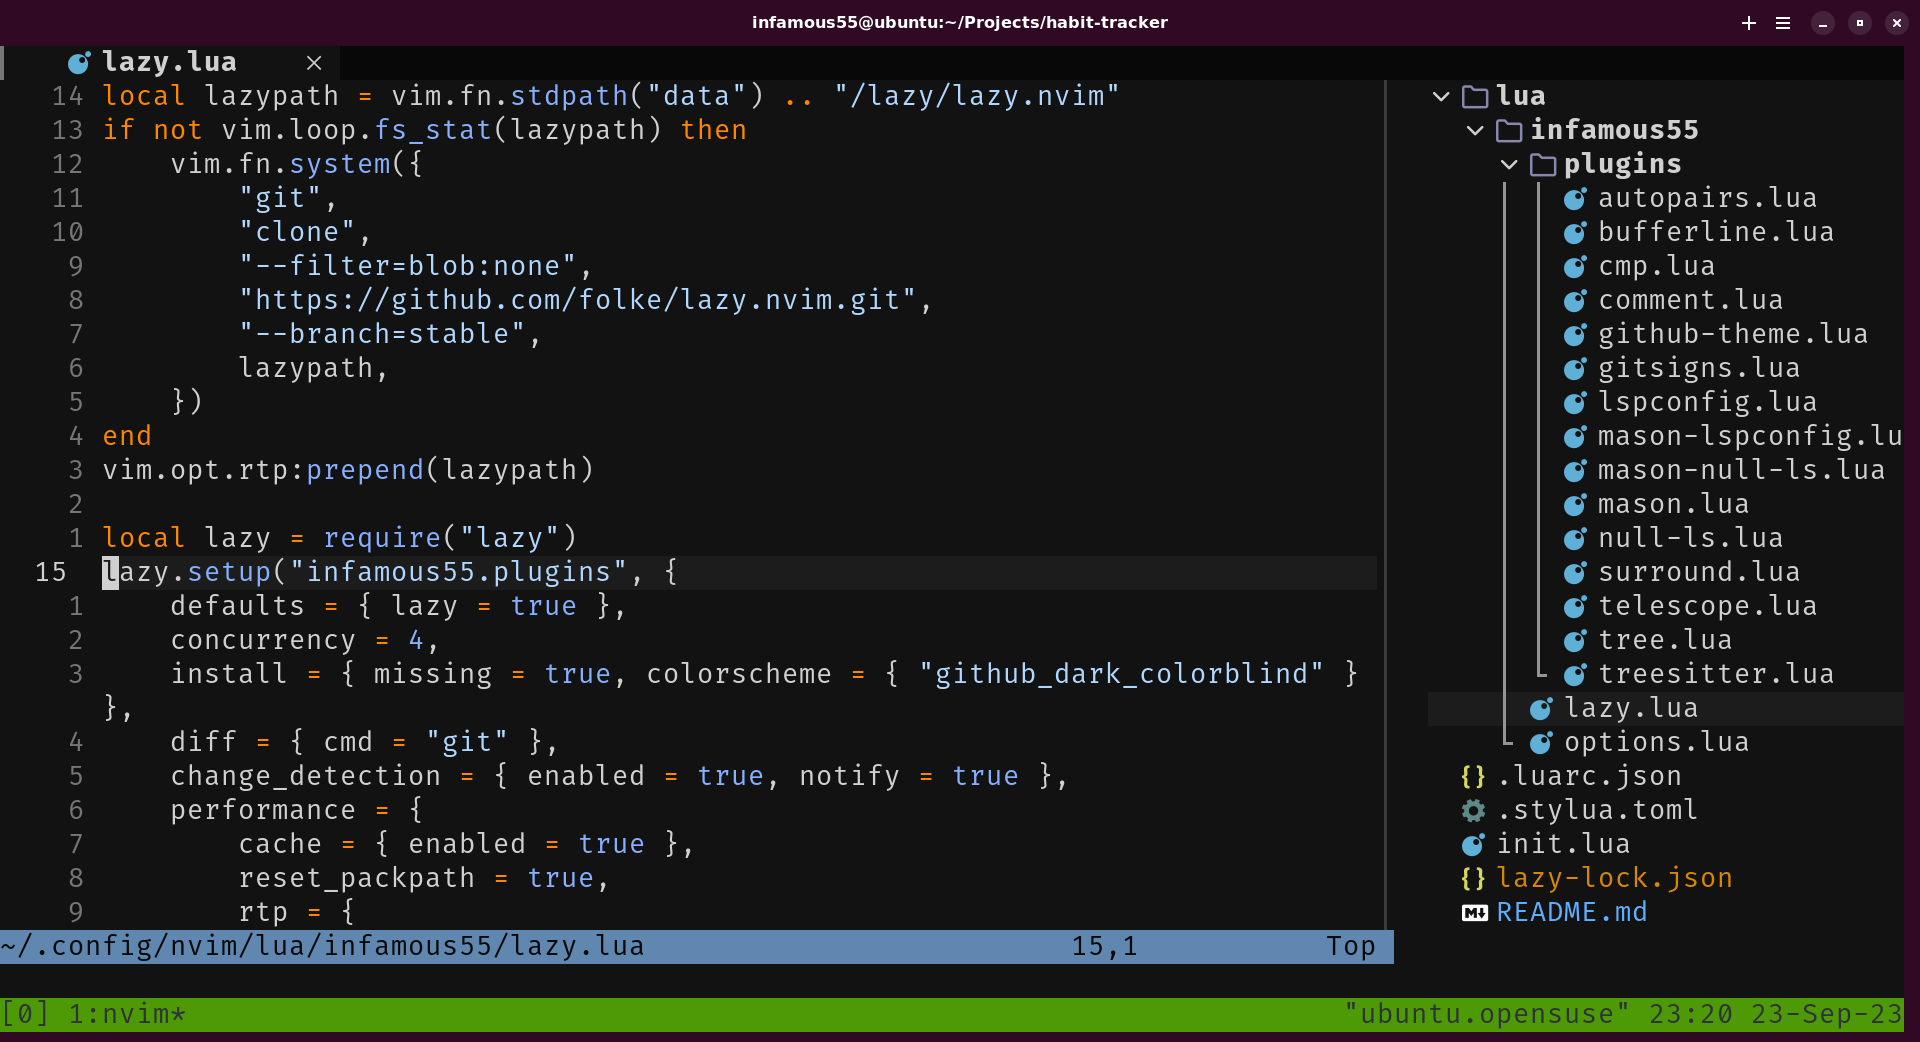 infamous55@ubuntu:~/Projects/habit-tracker
lazy.lua
14 local lazypath = vim.fn.stdpath("data") .. "/lazy/lazy.nvim"
13 if not vim.loop.fs_stat(lazypath) then
12     vim.fn.system({
11         "git",
10         "clone",
9         "--filter=blob:none",
8         "https://github.com/folke/lazy.nvim.git",
7         "--branch=stable",
6         lazypath,
5     })
4 end
3 vim.opt.rtp:prepend(lazypath)
2
1 local lazy = require("lazy")
15 lazy.setup("infamous55.plugins", {
1     defaults = { lazy = true },
2     concurrency = 4,
3     install = { missing = true, colorscheme = { "github_dark_colorblind" }
},
4     diff = { cmd = "git" },
5     change_detection = { enabled = true, notify = true },
6     performance = {
7         cache = { enabled = true },
8         reset_packpath = true,
9         rtp = {
~/.config/nvim/lua/infamous55/lazy.lua 15,1 Top
lua
infamous55
plugins
autopairs.lua
bufferline.lua
cmp.lua
comment.lua
github-theme.lua
gitsigns.lua
lspconfig.lua
mason-lspconfig.lu
mason-null-ls.lua
mason.lua
null-ls.lua
surround.lua
telescope.lua
tree.lua
treesitter.lua
lazy.lua
options.lua
{} .luarc.json
.stylua.toml
init.lua
{} lazy-lock.json
M↓ README.md
[0] 1:nvim* "ubuntu.opensuse" 23:20 23-Sep-23